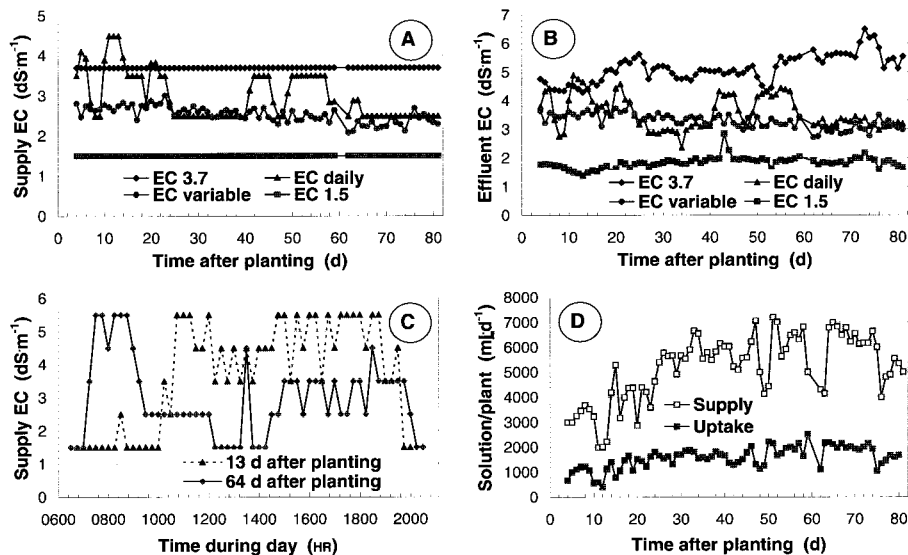 A
Supply EC (dS·m⁻¹)
5
4
3
2
1
0
EC 3.7
EC daily
EC variable
EC 1.5
0 10 20 30 40 50 60 70 80
Time after planting (d)
B
Effluent EC (dS·m⁻¹)
7
6
5
4
3
2
1
0
EC 3.7
EC daily
EC variable
EC 1.5
0 10 20 30 40 50 60 70 80
Time after planting (d)
C
Supply EC (dS·m⁻¹)
6
5
4
3
2
1
0
13 d after planting
64 d after planting
0600 0800 1000 1200 1400 1600 1800 2000
Time during day (HR)
D
Solution/plant (mL·d⁻¹)
8000
7000
6000
5000
4000
3000
2000
1000
0
Supply
Uptake
0 10 20 30 40 50 60 70 80
Time after planting (d)